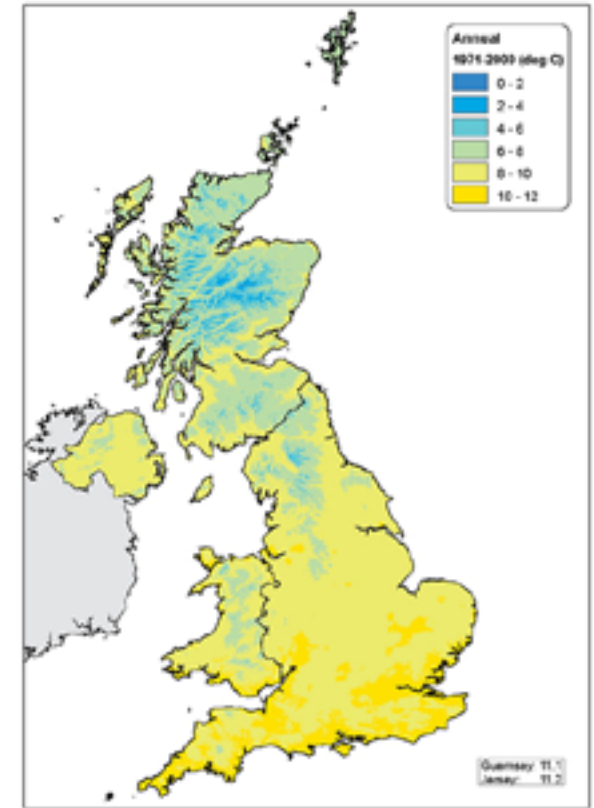 Annual
1971-2000 (deg C)
0 - 2
2 - 4
4 - 6
6 - 8
8 - 10
10 - 12
Guernsey: 11.1
Jersey: 11.2